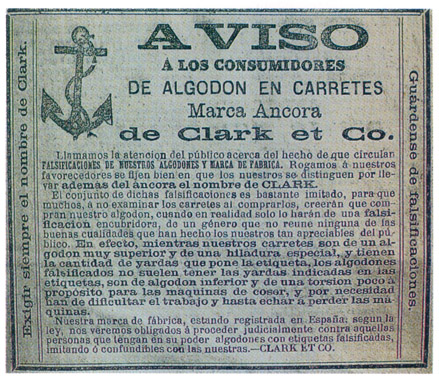 AVISO
Á LOS CONSUMIDORES
DE ALGODON EN CARRETES
Marca Ancora
de Clark et Co.
Llamamos la atencion del público acerca del hecho de que circulan
FALSIFICACIONES DE NUESTROS ALGODONES Y MARCA DE FABRICA. Rogamos á nuestros
favorecedores se fijen bien en que los nuestros se distinguen por lle-
var ademas del áncora el nombre de CLARK.
El conjunto de dichas falsificaciones es bastante imitado, para que
muchos, á no examinar los carretes al comprarlos, creerán que com-
pran nuestro algodon, cuando en realidad solo lo harán de una falsi-
ficacion encubridora, de un género que no reune ninguna de las
buenas cualidades que han hecho los nuestros tan apreciables del pú-
blico. En efecto, mientras nuestros carretes son de un al-
godon muy superior y de una hiladura especial, y tienen
la cantidad de yardas que pone la etiqueta, los algodones
falsificados no suelen tener las yardas indicadas en las
etiquetas, son de algodon inferior y de una torsion poco á
propósito para las máquinas de coser, y por necesidad
han de dificultar el trabajo y hasta echar á perder las má-
quinas.
Nuestra marca de fábrica, estando registrada en España, segun la
ley, nos veremos obligados á proceder judicialmente contra aquellas
personas que tengan en su poder algodones con etiquetas falsificadas,
imitando ó confundibles con las nuestras.—CLARK ET CO.
Exigir siempre el nombre de Clark.
Guárdense de falsificaciones.